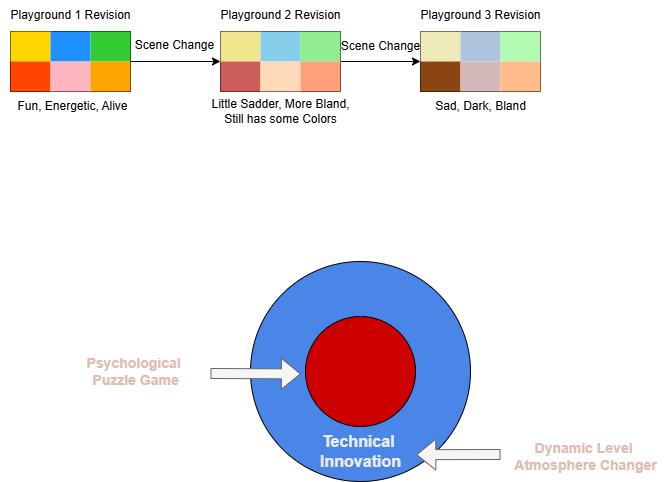 Playground 1 Revision
Playground 2 Revision
Playground 3 Revision
Scene Change
Scene Change
Fun, Energetic, Alive
Little Sadder, More Bland,
Still has some Colors
Sad, Dark, Bland
Psychological
Puzzle Game
Technical
Innovation
Dynamic Level
Atmosphere Changer